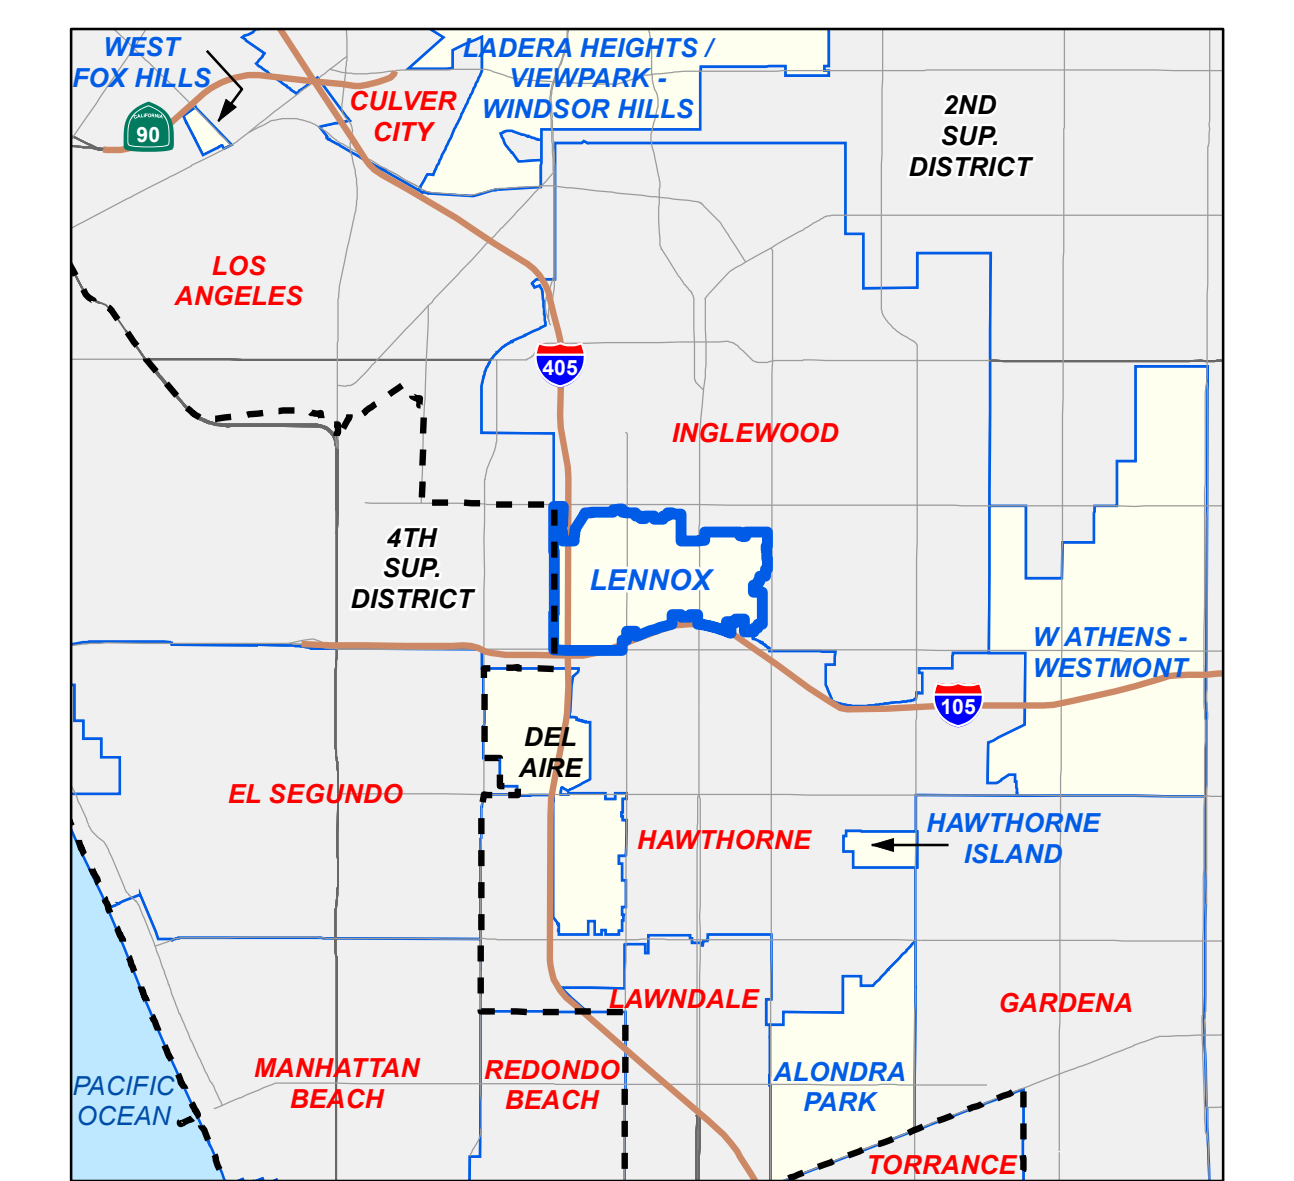 WEST
FOX HILLS
CALIFORNIA
90
CULVER
CITY
LADERA HEIGHTS /
VIEWPARK -
WINDSOR HILLS
2ND
SUP.
DISTRICT
LOS
ANGELES
405
INGLEWOOD
4TH
SUP.
DISTRICT
LENNOX
W ATHENS -
WESTMONT
105
DEL
AIRE
EL SEGUNDO
HAWTHORNE
HAWTHORNE
ISLAND
LAWNDALE
GARDENA
MANHATTAN
BEACH
REDONDO
BEACH
ALONDRA
PARK
PACIFIC
OCEAN
TORRANCE